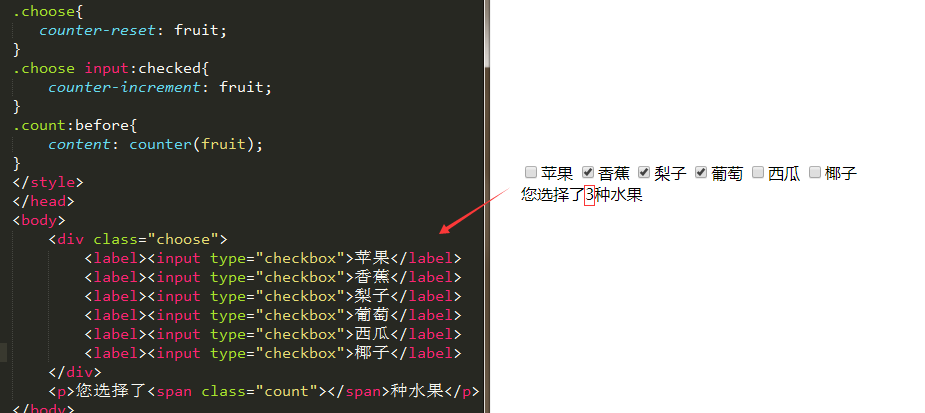 .choose{
counter-reset: fruit;
}
.choose input:checked{
counter-increment: fruit;
}
.count:before{
content: counter(fruit);
}
</style>
</head>
<body>
<div class="choose">
<label><input type="checkbox">苹果</label>
<label><input type="checkbox">香蕉</label>
<label><input type="checkbox">梨子</label>
<label><input type="checkbox">葡萄</label>
<label><input type="checkbox">西瓜</label>
<label><input type="checkbox">椰子</label>
</div>
<p>您选择了<span class="count"></span>种水果</p>
</body>
苹果 香蕉 梨子 葡萄 西瓜 椰子
您选择了3种水果